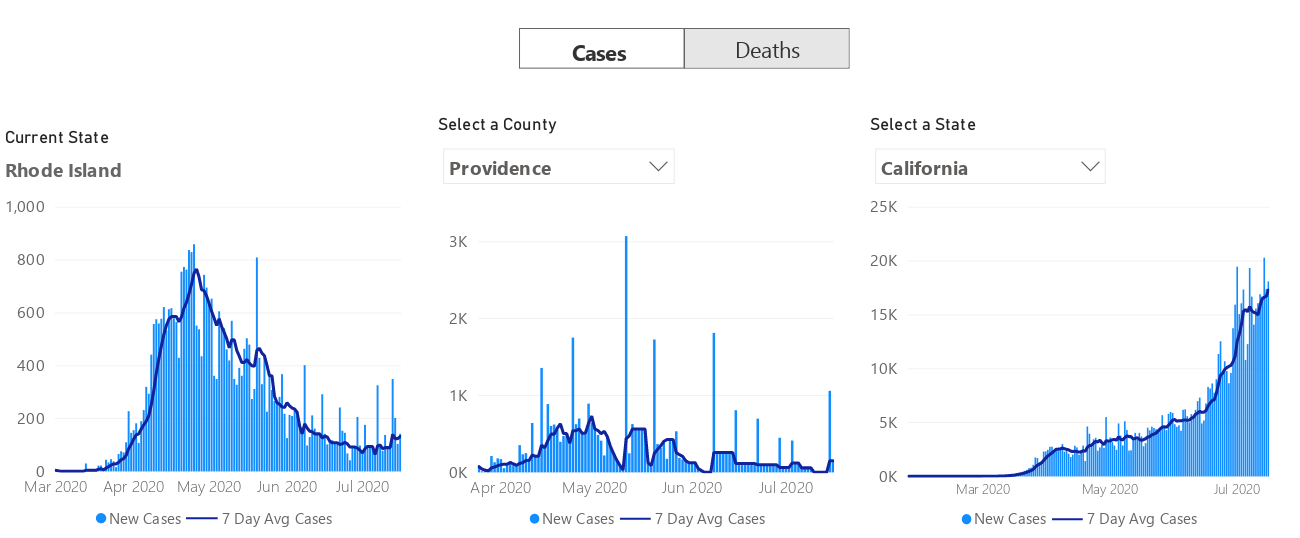 Cases Deaths
Current State
Rhode Island
1,000
800
600
400
200
0
Mar 2020 Apr 2020 May 2020 Jun 2020 Jul 2020
New Cases 7 Day Avg Cases
Select a County
Providence
3K
2K
1K
0K
Apr 2020 May 2020 Jun 2020 Jul 2020
New Cases 7 Day Avg Cases
Select a State
California
25K
20K
15K
10K
5K
0K
Mar 2020 May 2020 Jul 2020
New Cases 7 Day Avg Cases